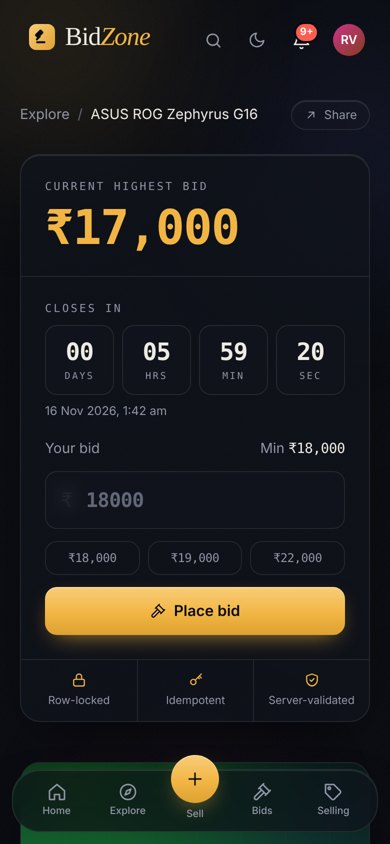 BidZone
9+
RV
Explore / ASUS ROG Zephyrus G16
Share
CURRENT HIGHEST BID
₹17,000
CLOSES IN
00 05 59 20
DAYS HRS MIN SEC
16 Nov 2026, 1:42 am
Your bid Min ₹18,000
₹ 18000
₹18,000 ₹19,000 ₹22,000
Place bid
Row-locked Idempotent Server-validated
Home Explore Sell Bids Selling